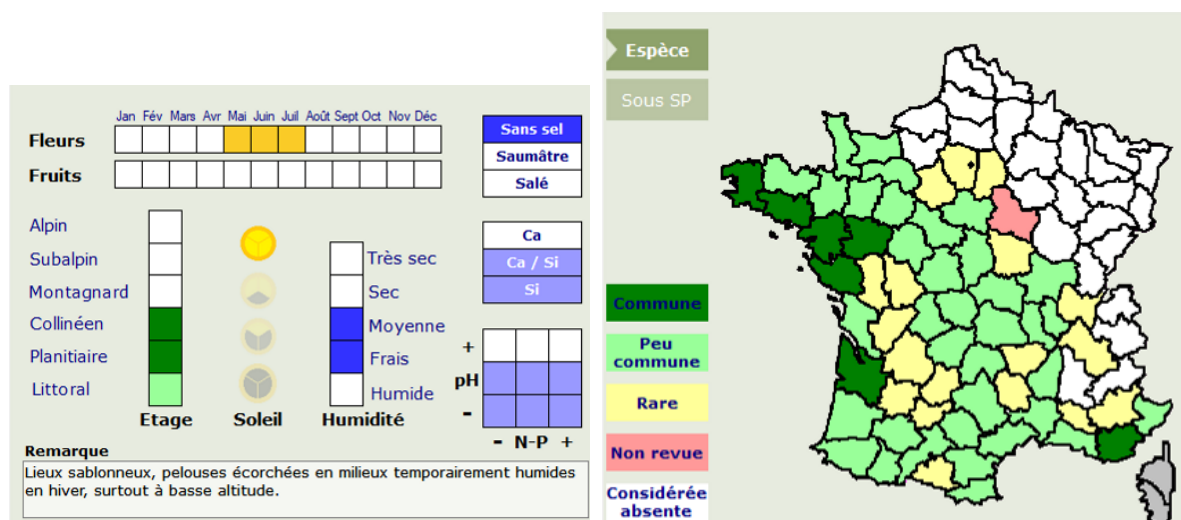 Jan Fév Mars Avr Mai Juin Juil Août Sept Oct Nov Déc
Fleurs
Fruits
Sans sel
Saumâtre
Salé
Alpin
Subalpin
Montagnard
Collinéen
Planitiaire
Littoral
Etage
Soleil
Très sec
Sec
Moyenne
Frais
Humide
Humidité
Ca
Ca / Si
Si
+
pH
-
- N-P +
Remarque
Lieux sablonneux, pelouses écorchées en milieux temporairement humides
en hiver, surtout à basse altitude.
Espèce
Sous SP
Commune
Peu
commune
Rare
Non revue
Considérée
absente